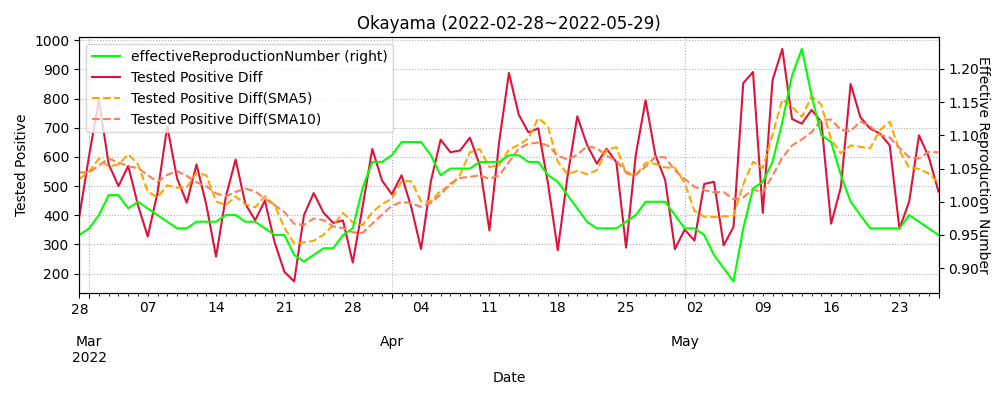 Okayama (2022-02-28~2022-05-29)
effectiveReproductionNumber (right)
Tested Positive Diff
Tested Positive Diff(SMA5)
Tested Positive Diff(SMA10)
Tested Positive
1000
900
800
700
600
500
400
300
200
Effective Reproduction Number
1.20
1.15
1.10
1.05
1.00
0.95
0.90
28 07 14 21 28 04 11 18 25 02 09 16 23
Mar Apr May
2022
Date